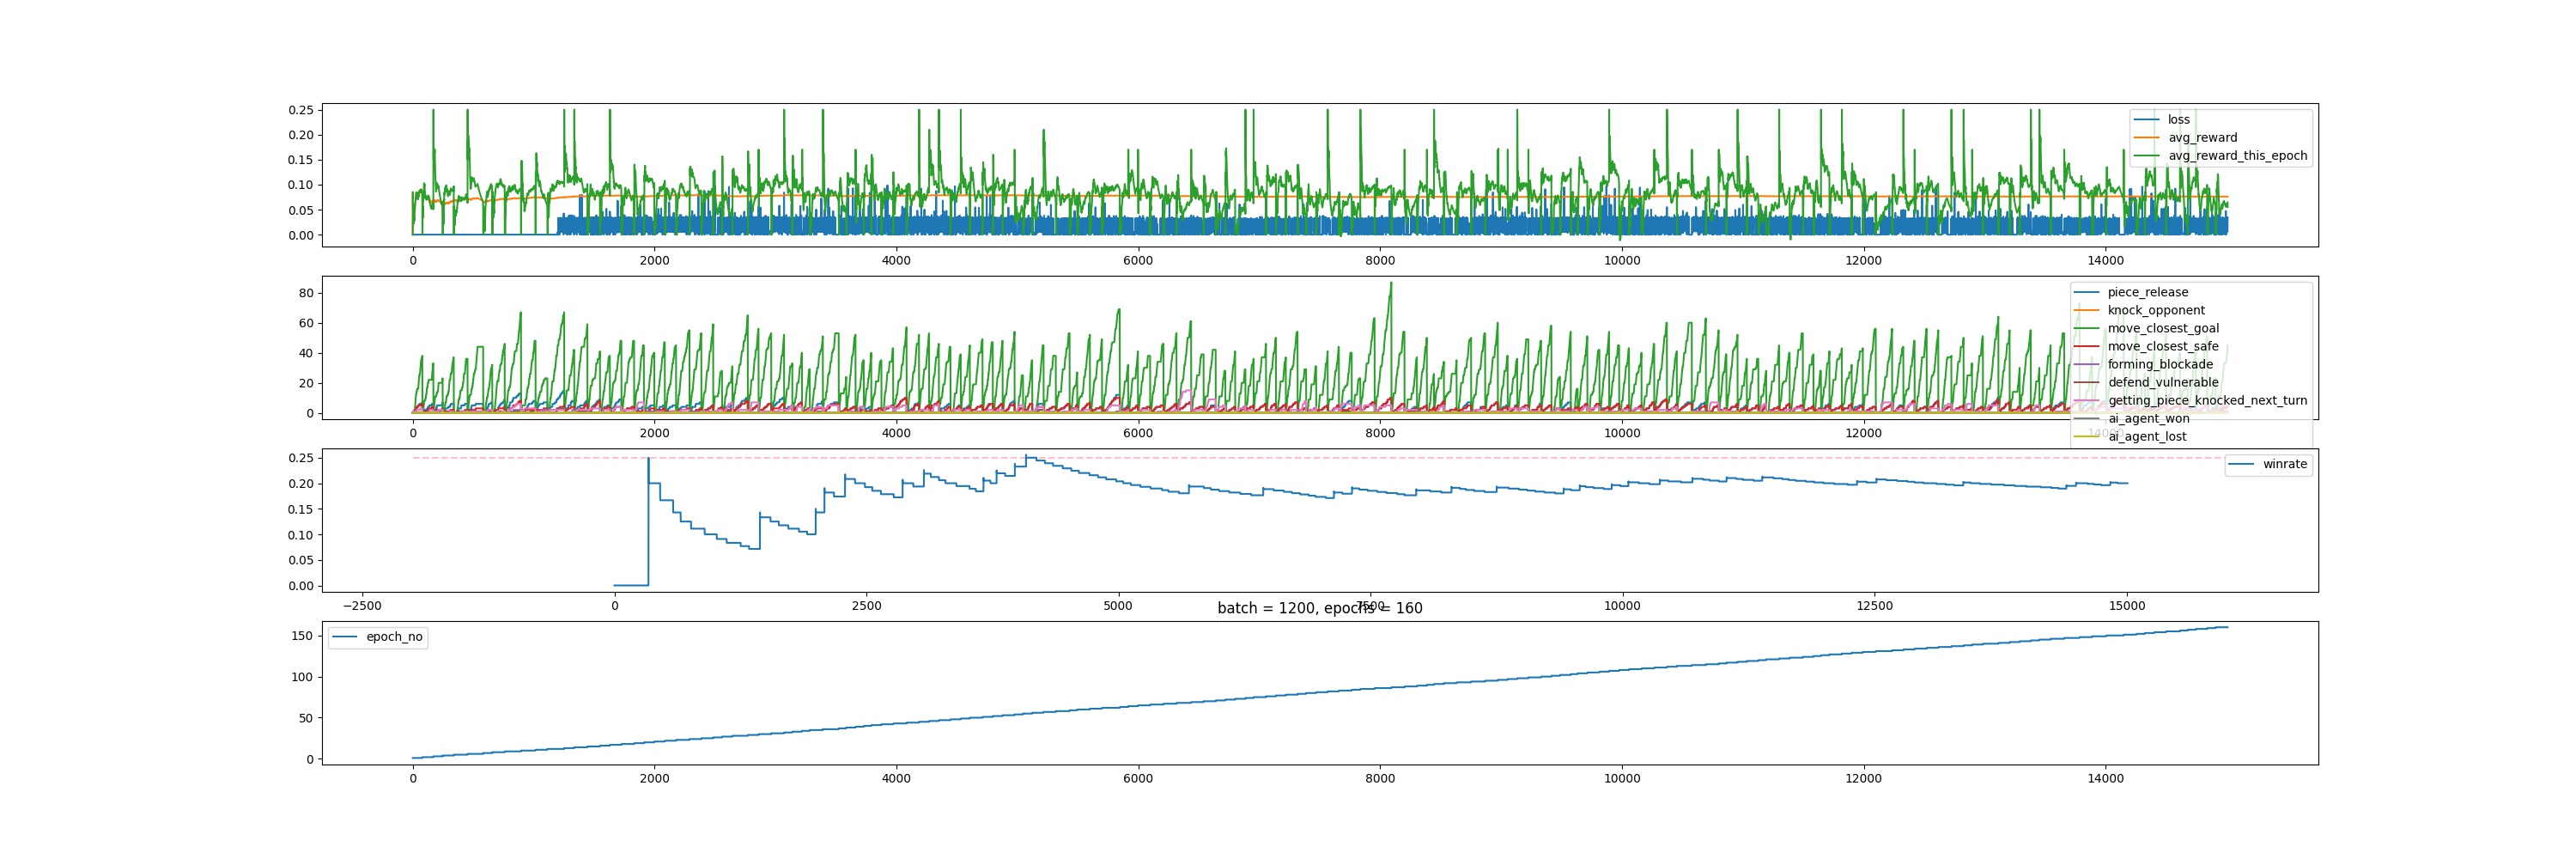 0.25
0.20
0.15
0.10
0.05
0.00
loss
avg_reward
avg_reward_this_epoch
0 2000 4000 6000 8000 10000 12000 14000
80
60
40
20
0
piece_release
knock_opponent
move_closest_goal
move_closest_safe
forming_blockade
defend_vulnerable
getting_piece_knocked_next_turn
ai_agent_won
ai_agent_lost
0 2000 4000 6000 8000 10000 12000 14000
0.25
0.20
0.15
0.10
0.05
0.00
winrate
−2500 0 2500 5000 7500 10000 12500 15000
batch = 1200, epochs = 160
150
100
50
0
epoch_no
0 2000 4000 6000 8000 10000 12000 14000